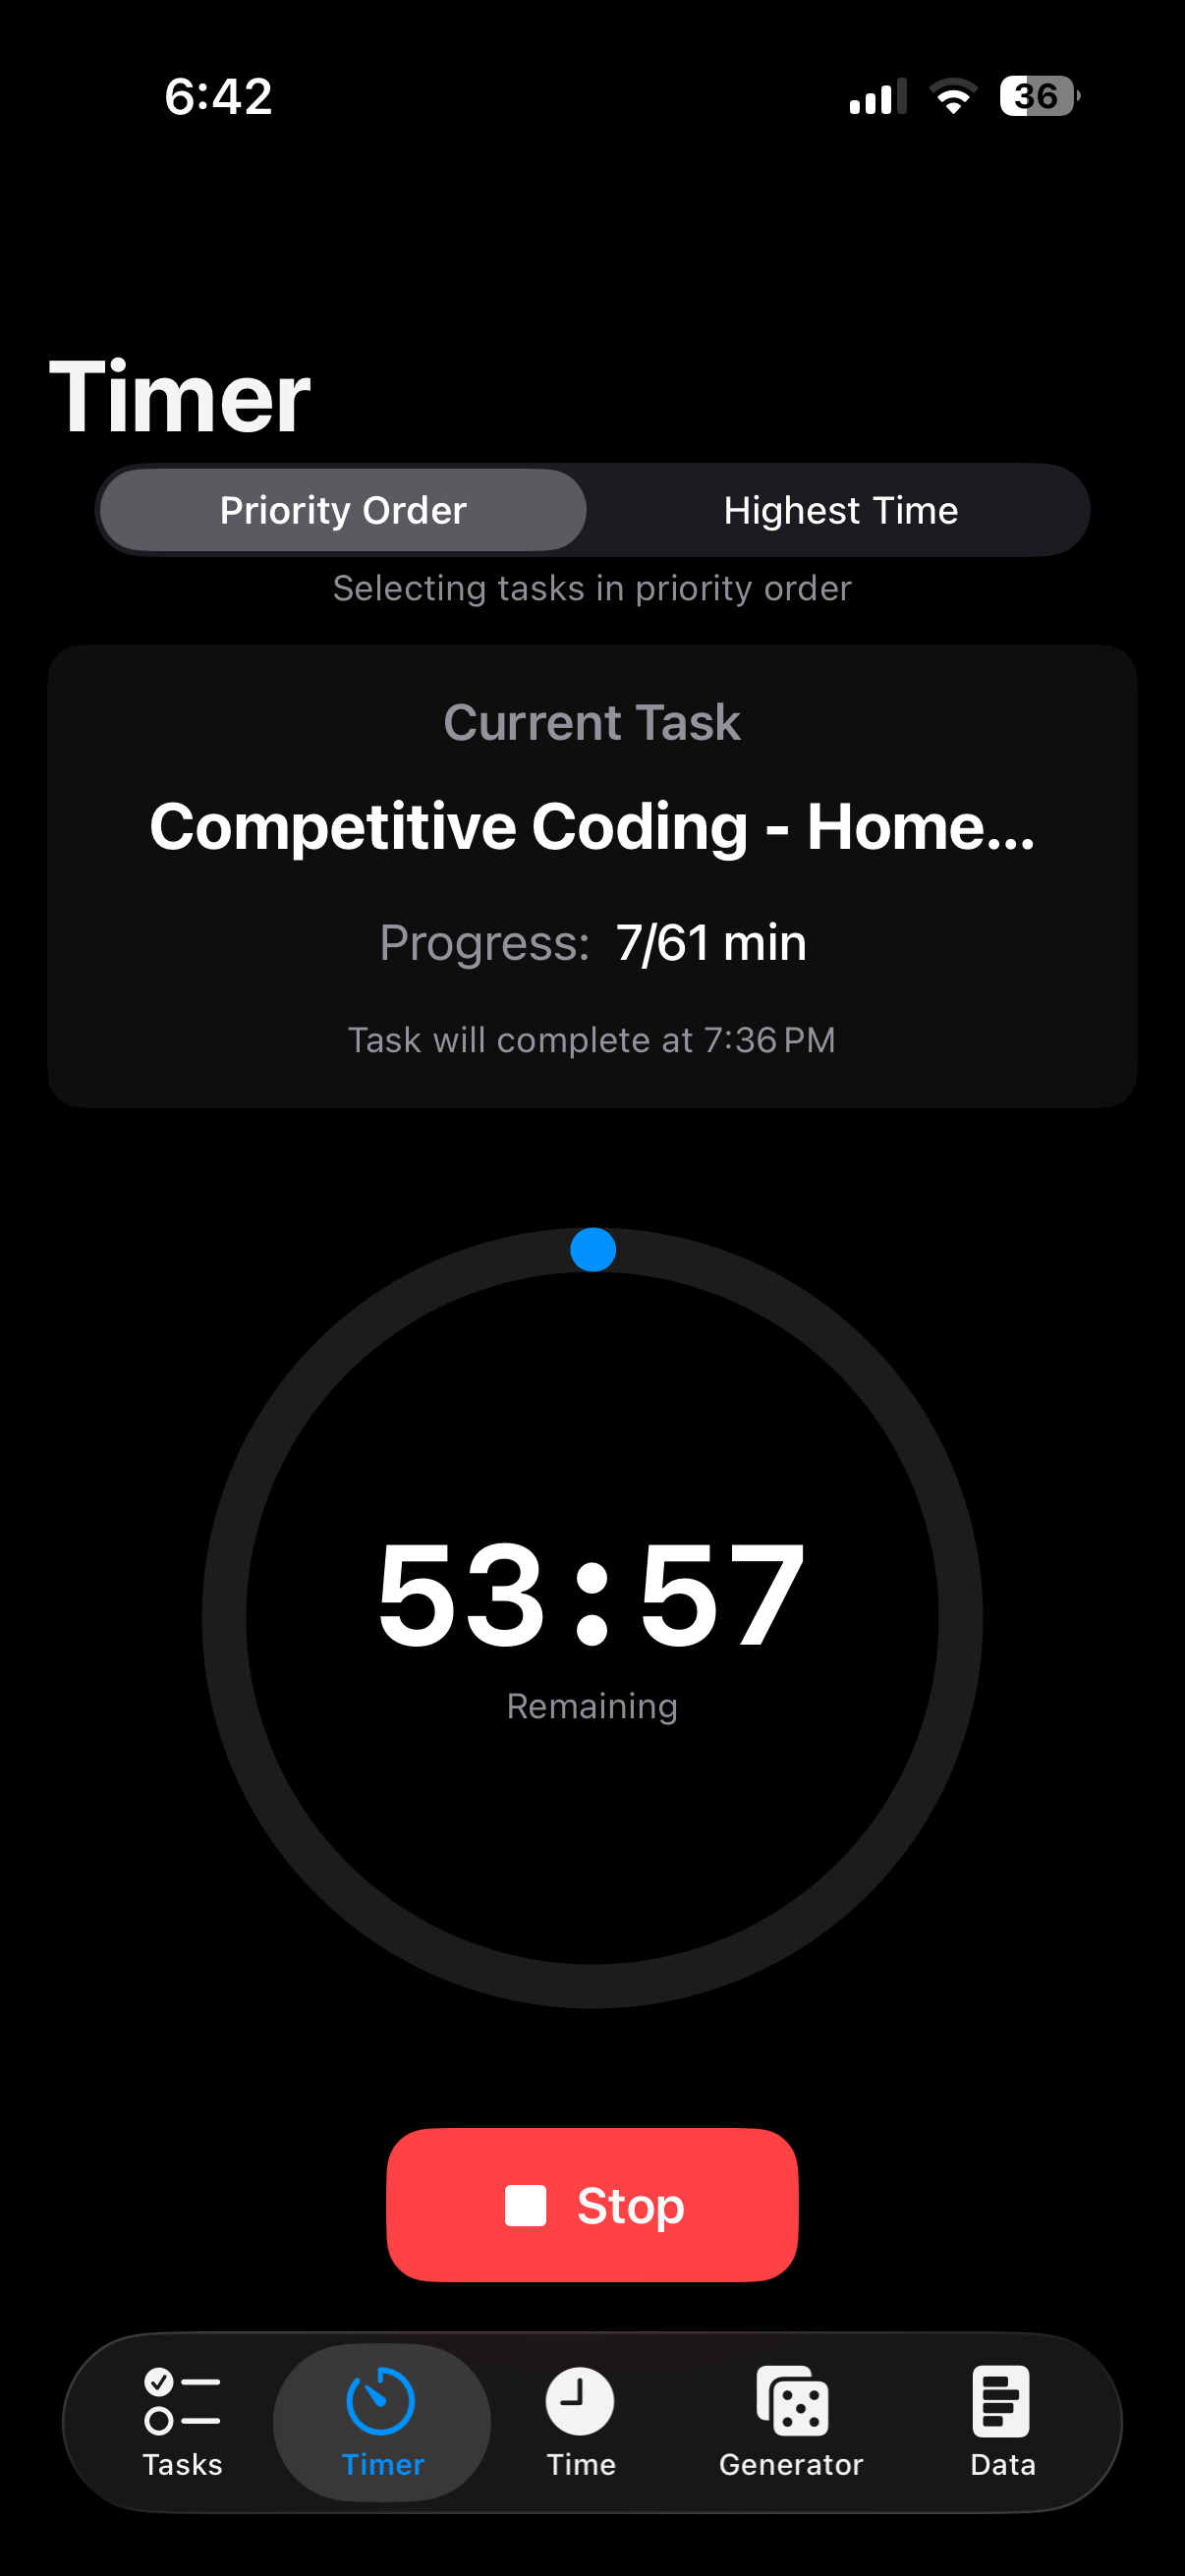 6:42
36
Timer
Priority Order Highest Time
Selecting tasks in priority order
Current Task
Competitive Coding - Home...
Progress: 7/61 min
Task will complete at 7:36 PM
53:57
Remaining
Stop
Tasks Timer Time Generator Data